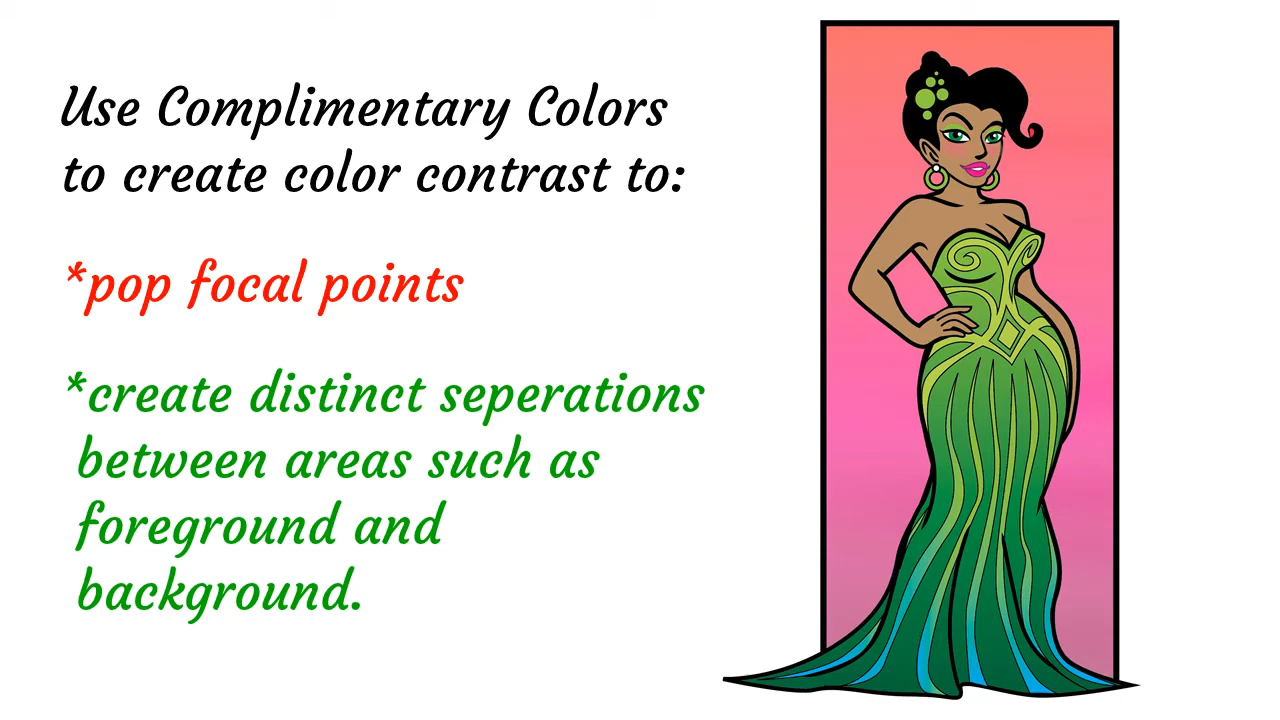 Use Complimentary Colors
to create color contrast to:
*pop focal points
*create distinct seperations
between areas such as
foreground and
background.